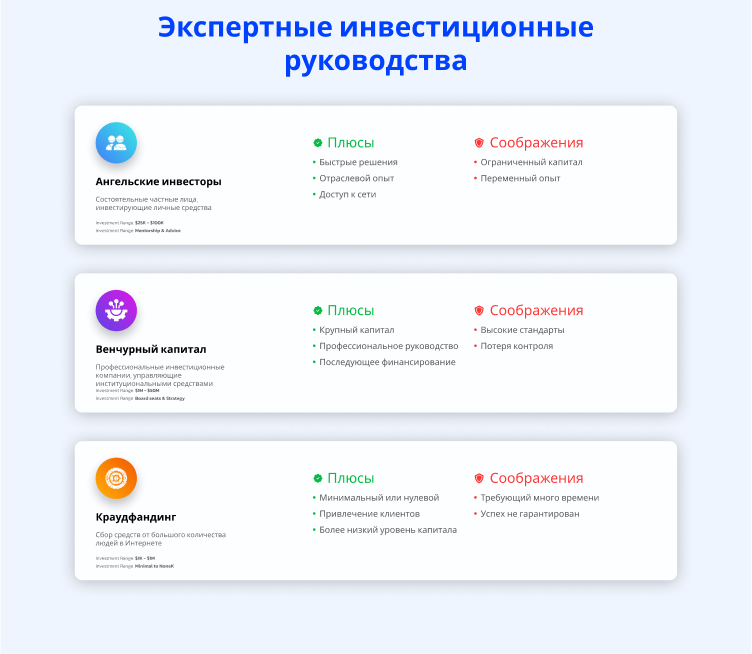 Экспертные инвестиционные
руководства
Ангельские инвесторы
Состоятельные частные лица,
инвестирующие личные средства
Investment Range: $25K – $100K
Investment Range: Mentorship & Advice
Плюсы
Быстрые решения
Отраслевой опыт
Доступ к сети
Соображения
Ограниченный капитал
Переменный опыт
Венчурный капитал
Профессиональные инвестиционные
компании, управляющие
институциональными средствами
Investment Range: $1M – $50M
Investment Range: Board seats & Strategy
Плюсы
Крупный капитал
Профессиональное руководство
Последующее финансирование
Соображения
Высокие стандарты
Потеря контроля
Краудфандинг
Сбор средств от большого количества
людей в Интернете
Investment Range: $1K – $1M
Investment Range: Minimal to NoneK
Плюсы
Минимальный или нулевой
Привлечение клиентов
Более низкий уровень капитала
Соображения
Требующий много времени
Успех не гарантирован